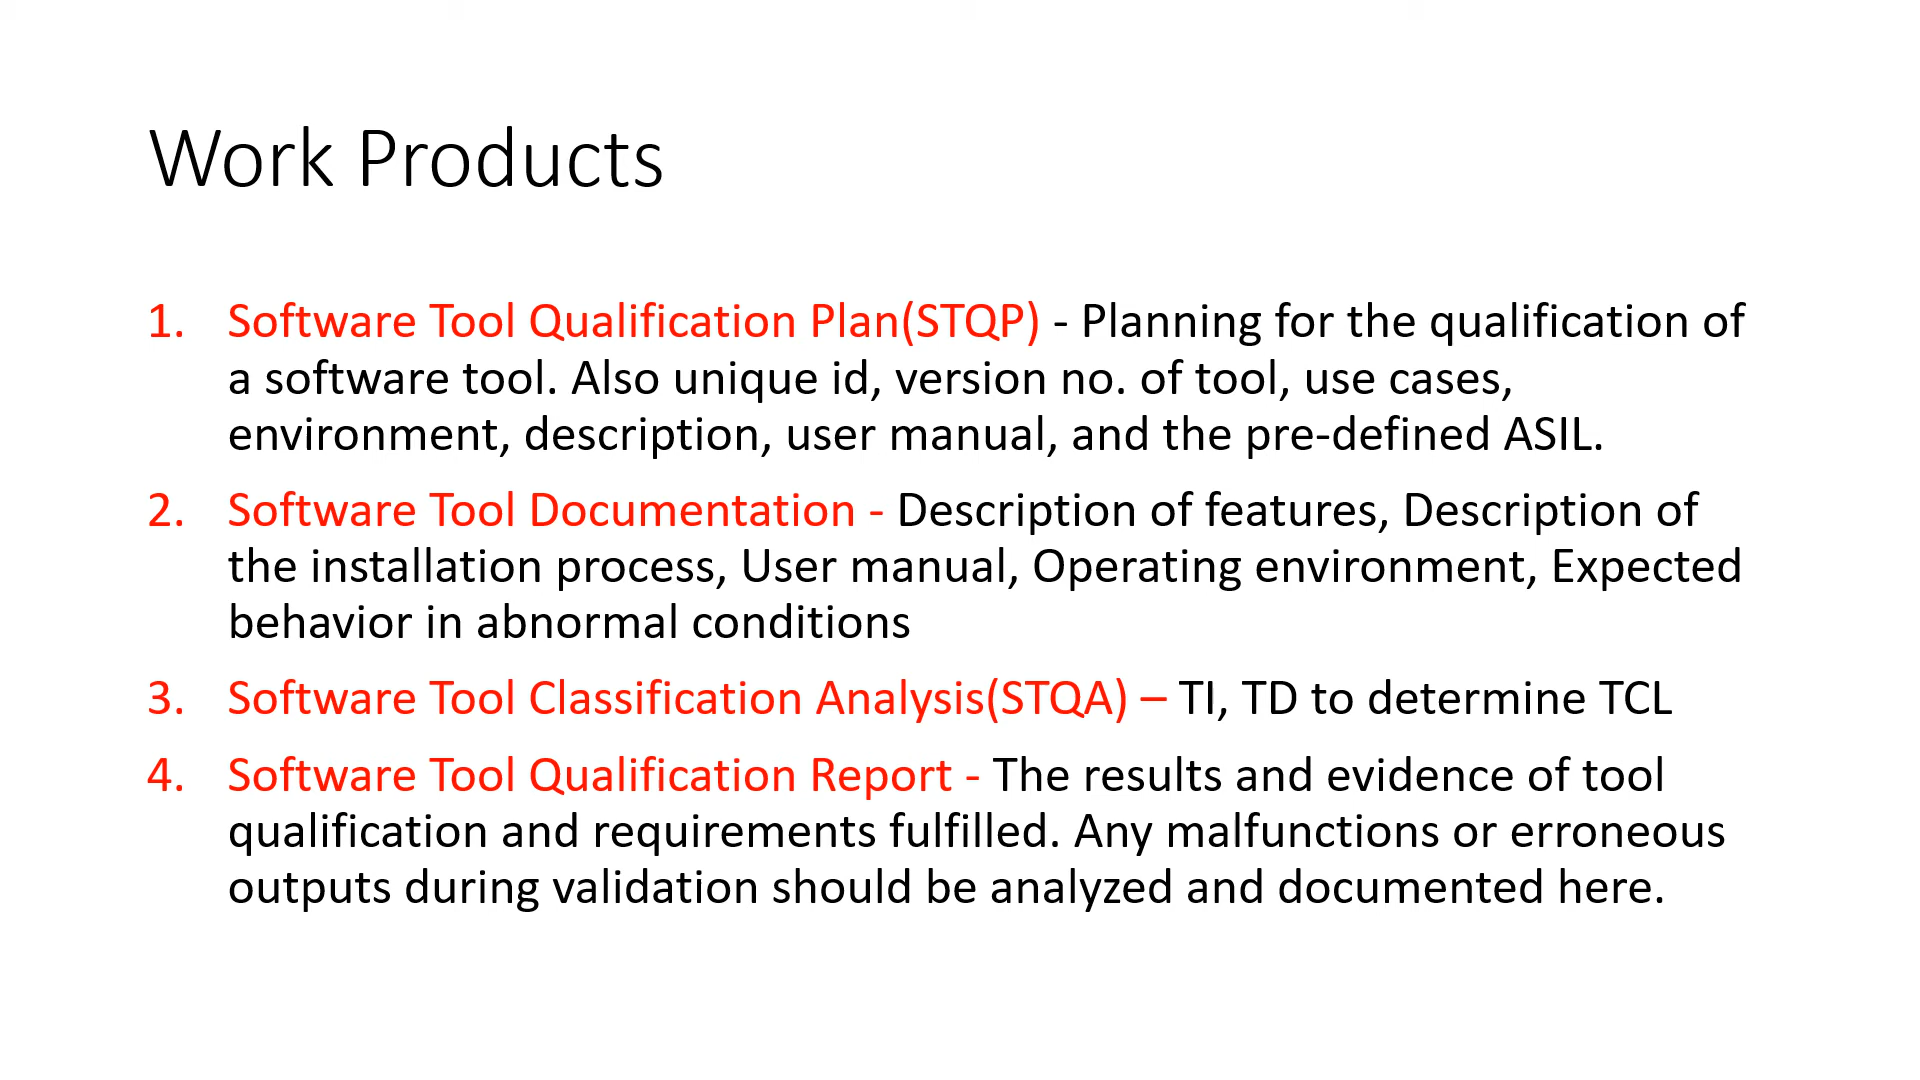 Work Products
1. Software Tool Qualification Plan(STQP) - Planning for the qualification of
a software tool. Also unique id, version no. of tool, use cases,
environment, description, user manual, and the pre-defined ASIL.
2. Software Tool Documentation - Description of features, Description of
the installation process, User manual, Operating environment, Expected
behavior in abnormal conditions
3. Software Tool Classification Analysis(STQA) – TI, TD to determine TCL
4. Software Tool Qualification Report - The results and evidence of tool
qualification and requirements fulfilled. Any malfunctions or erroneous
outputs during validation should be analyzed and documented here.